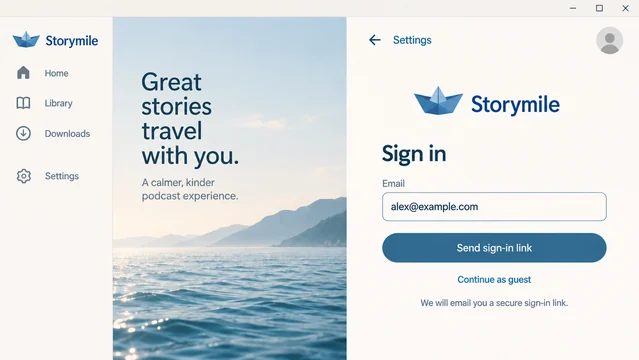 Storymile
Home
Library
Downloads
Settings
Great
stories
travel
with you.
A calmer, kinder
podcast experience.
Settings
Storymile
Sign in
Email
alex@example.com
Send sign-in link
Continue as guest
We will email you a secure sign-in link.